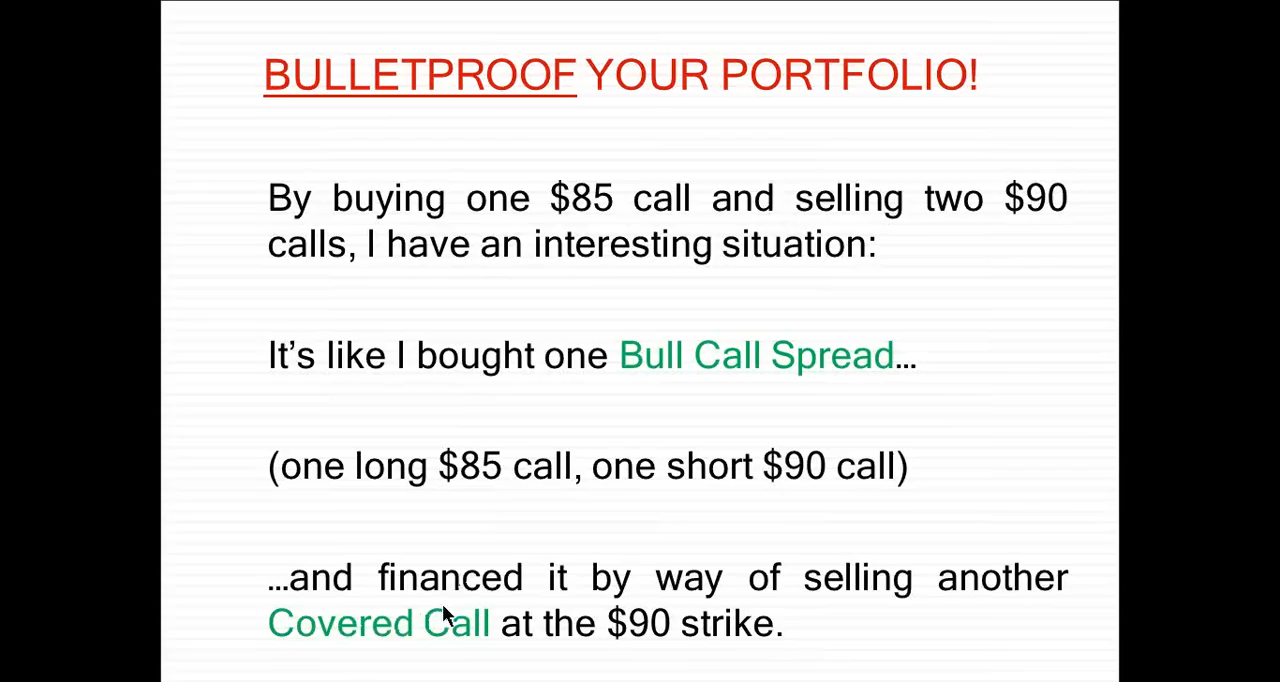 BULLETPROOF YOUR PORTFOLIO!
By buying one $85 call and selling two $90
calls, I have an interesting situation:
It’s like I bought one Bull Call Spread…
(one long $85 call, one short $90 call)
…and financed it by way of selling another
Covered Call at the $90 strike.